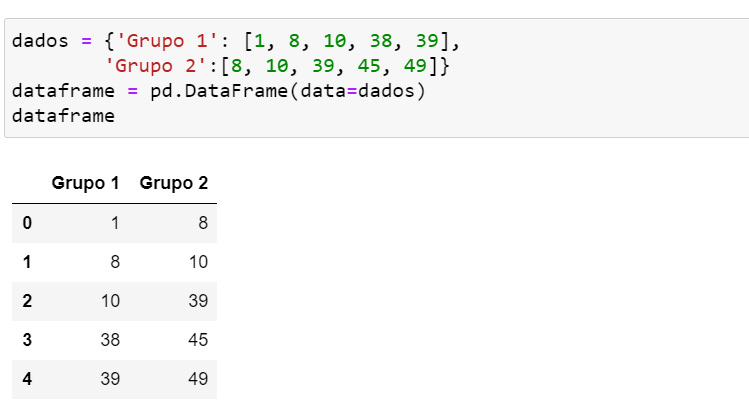 dados = {'Grupo 1': [1, 8, 10, 38, 39],
'Grupo 2':[8, 10, 39, 45, 49]}
dataframe = pd.DataFrame(data=dados)
dataframe
Grupo 1 Grupo 2
0 1 8
1 8 10
2 10 39
3 38 45
4 39 49